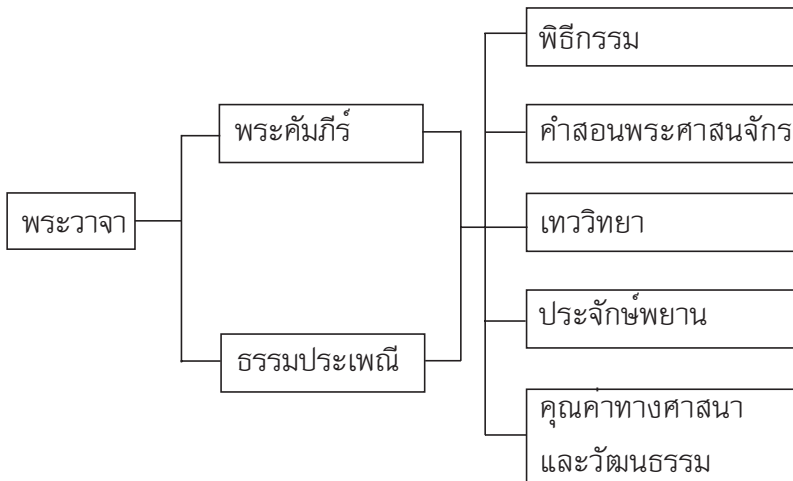 พระวาจา
พระคัมภีร์
ธรรมประเพณี
พิธีกรรม
คำสอนพระศาสนจักร
เทววิทยา
ประจักษ์พยาน
คุณค่าทางศาสนา
และวัฒนธรรม